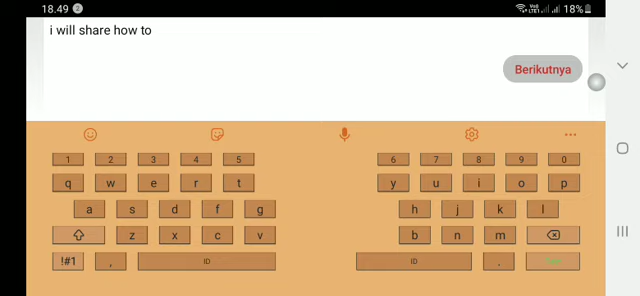 18.49 2 18%
i will share how to
Berikutnya
1 2 3 4 5 6 7 8 9 0
q w e r t y u i o p
a s d f g h j k l
z x c v b n m
!#1 , ID ID .